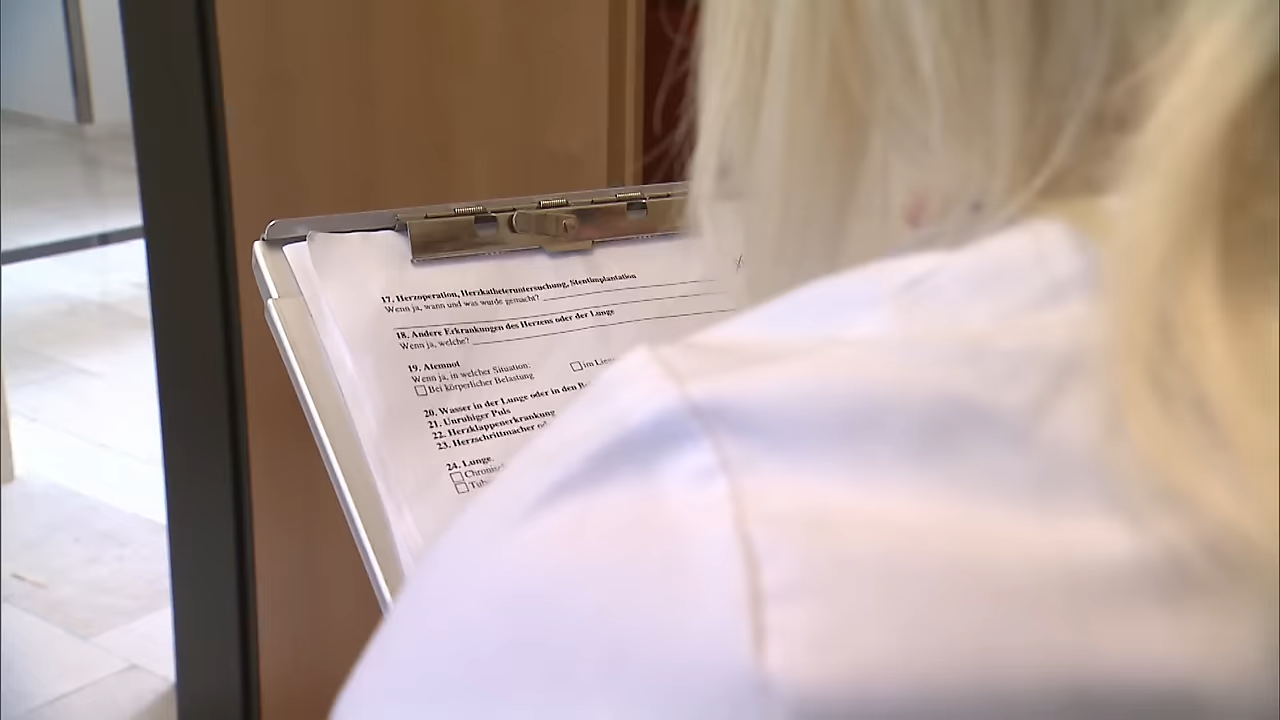 17. Herzoperation, Herzkatheteruntersuchung, Stentimplantation
Wenn ja, wann und was wurde gemacht?
18. Andere Erkrankungen des Herzens oder der Lunge
Wenn ja, welche?
19. Atemnot
Wenn ja, in welcher Situation:
Bei körperlicher Belastung
im
20. Wasser in der Lunge oder in den
21. Unruhiger Puls
22. Herzklappenerkrankung
23. Herzschrittmacher
24. Lunge